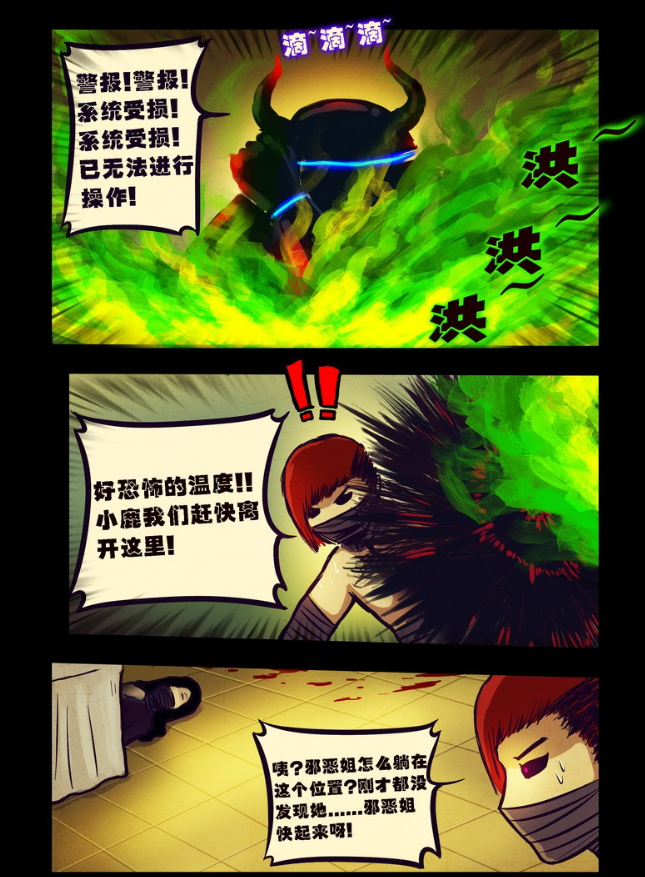 滴~滴~滴~
警报!警报!
系统受损!
系统受损!
已无法进行
操作!
洪~
洪~
洪~
!!
好恐怖的温度!!
小鹿我们赶快离
开这里!
咦?邪恶姐怎么躺在
这个位置?刚才都没
发现她......邪恶姐
快起来呀!